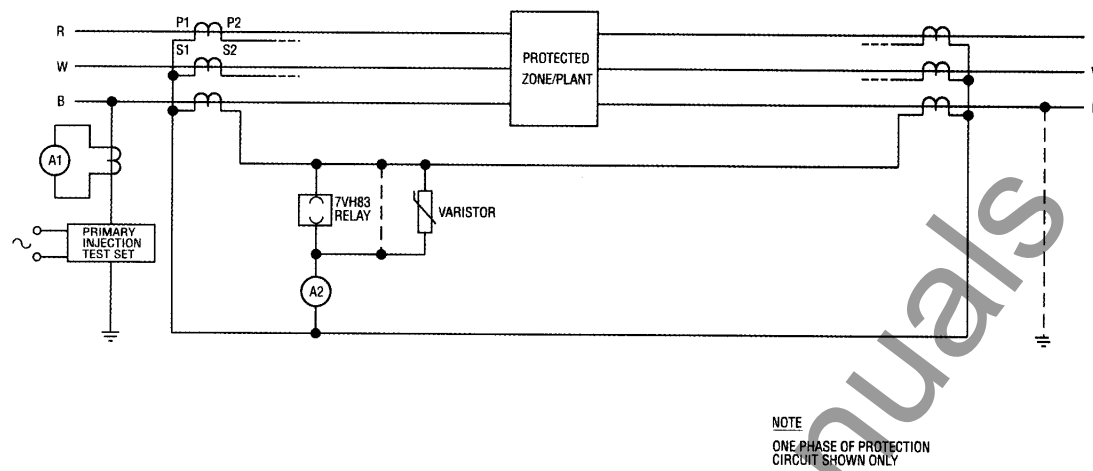 R
P1
P2
S1
S2
W
B
PROTECTED
ZONE/PLANT
A1
7VH83
RELAY
VARISTOR
PRIMARY
INJECTION
TEST SET
A2
NOTE
ONE PHASE OF PROTECTION
CIRCUIT SHOWN ONLY